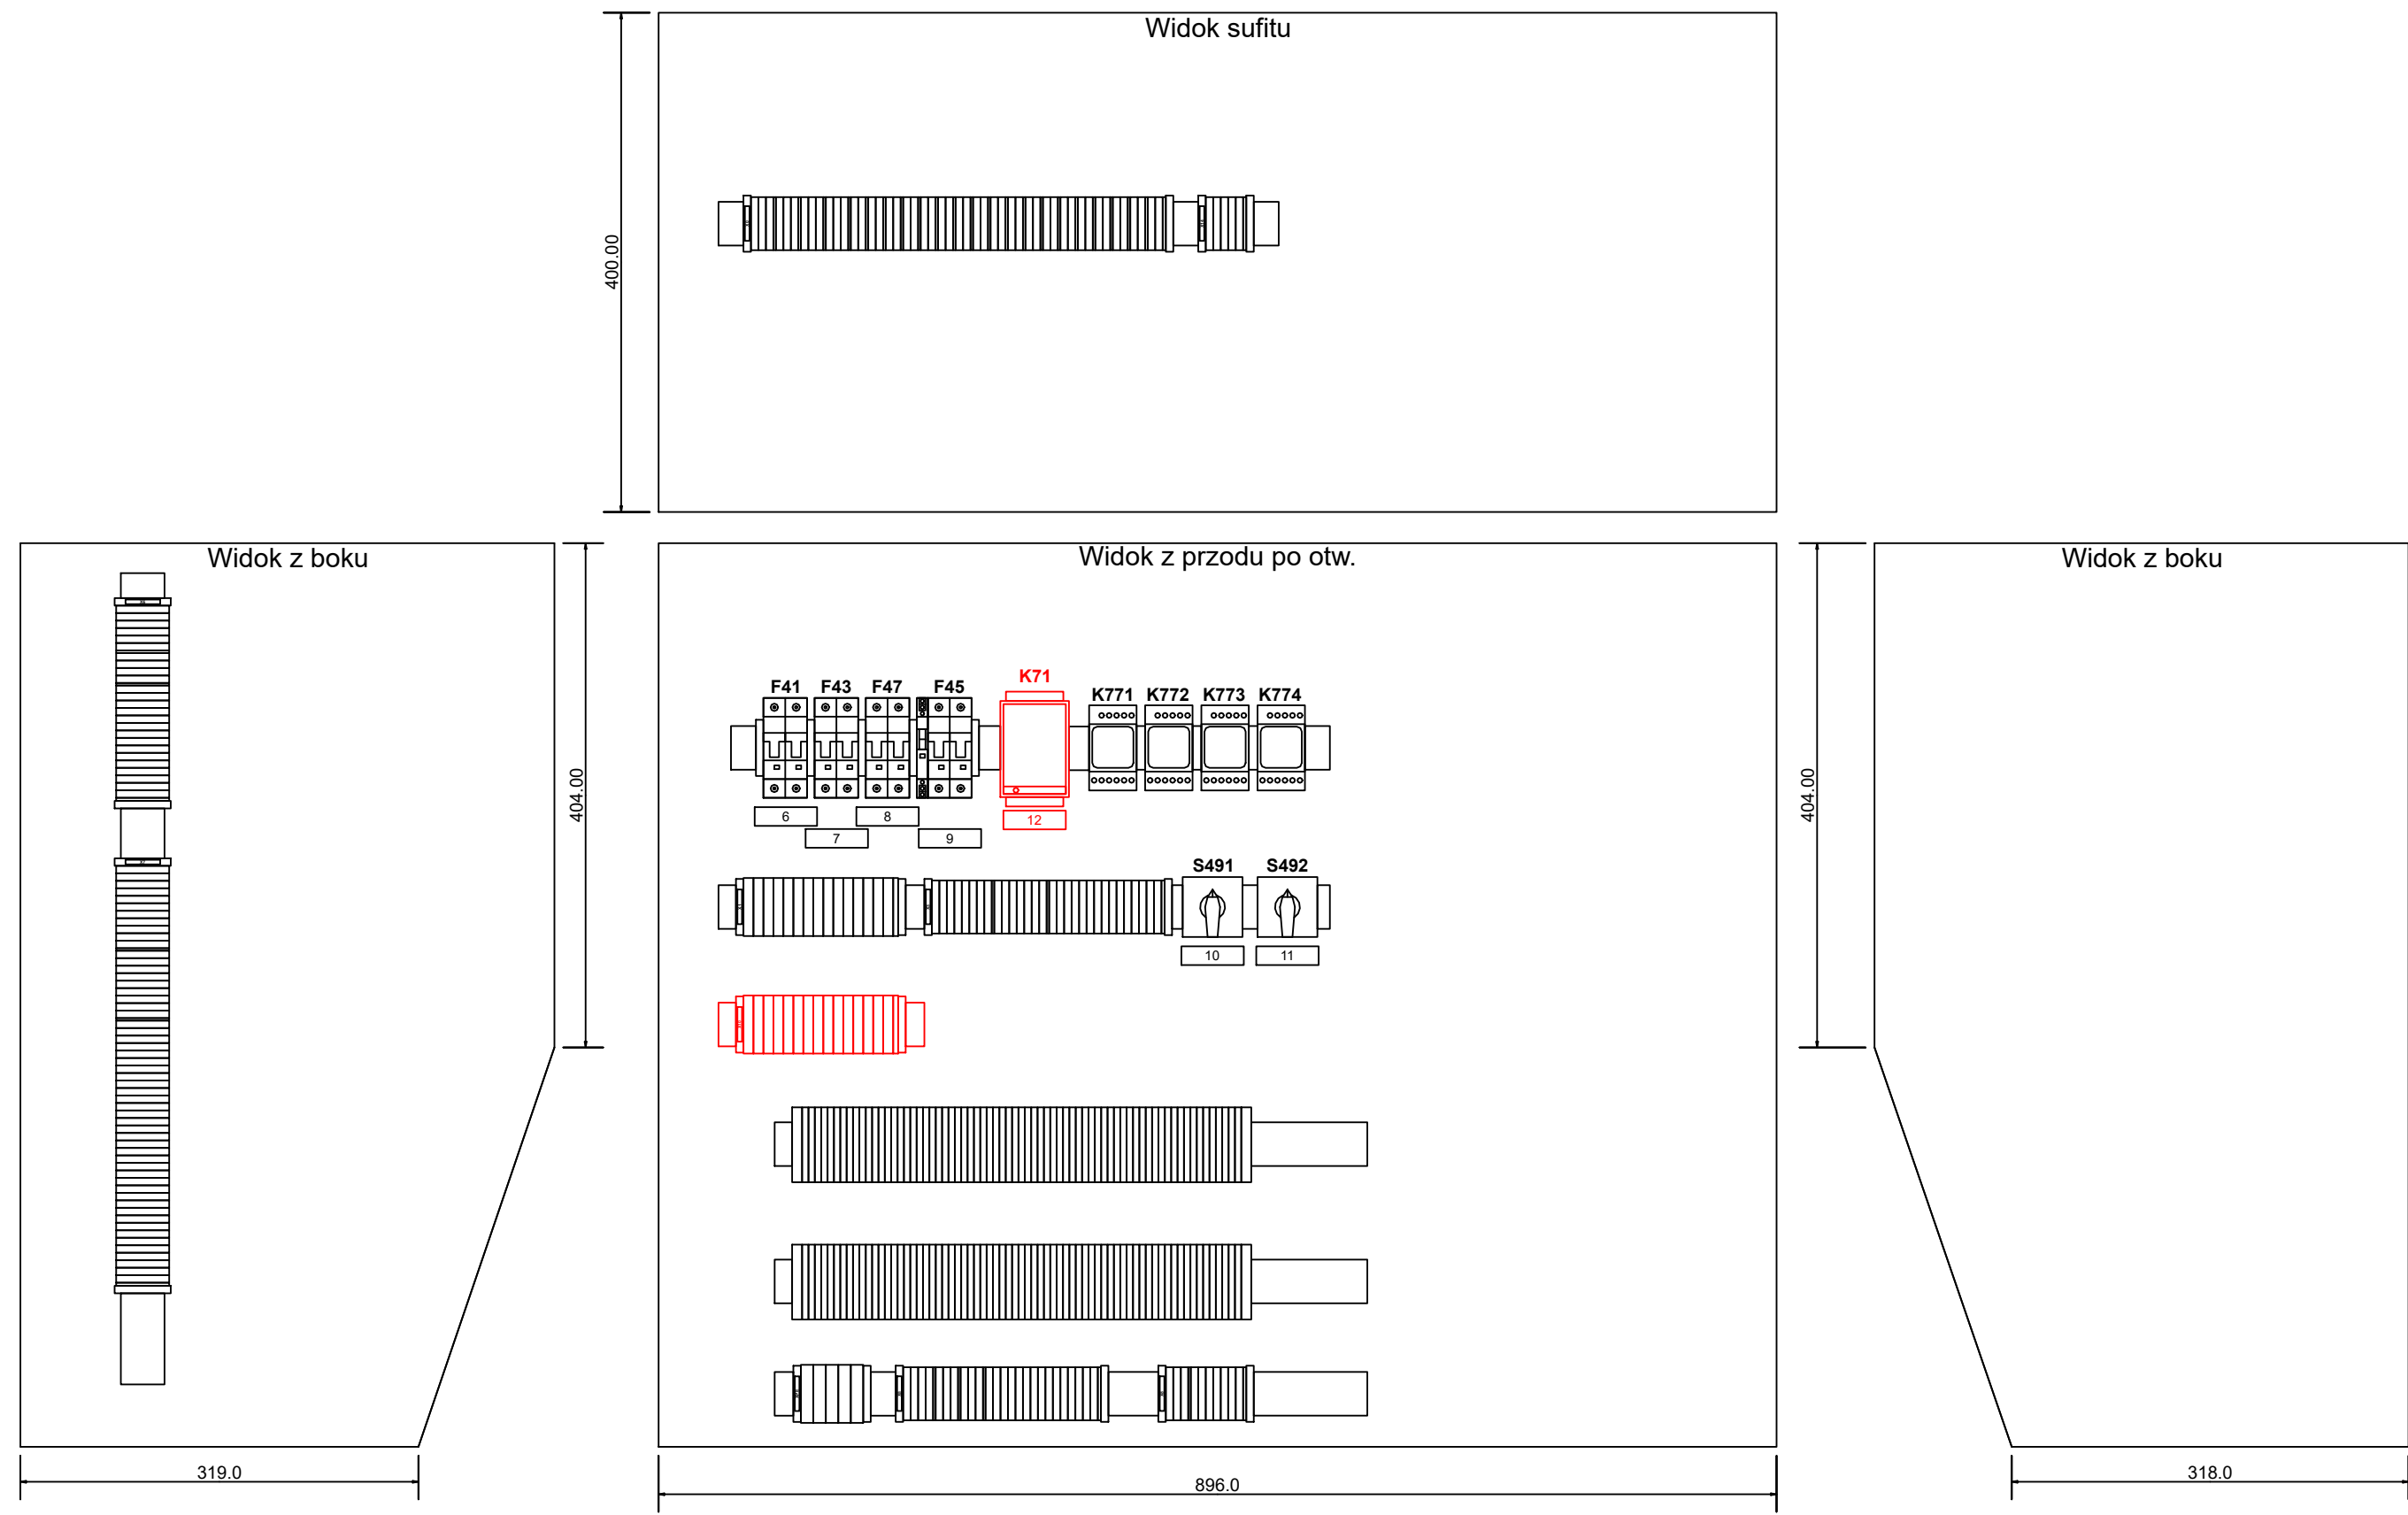 Widok sufitu
400.00
Widok z boku
404.00
Widok z przodu po otw.
404.00
Widok z boku
F41 F43 F47 F45 K71 K771 K772 K773 K774
6 8 12
7 9
S491 S492
10 11
319.0
896.0
318.0